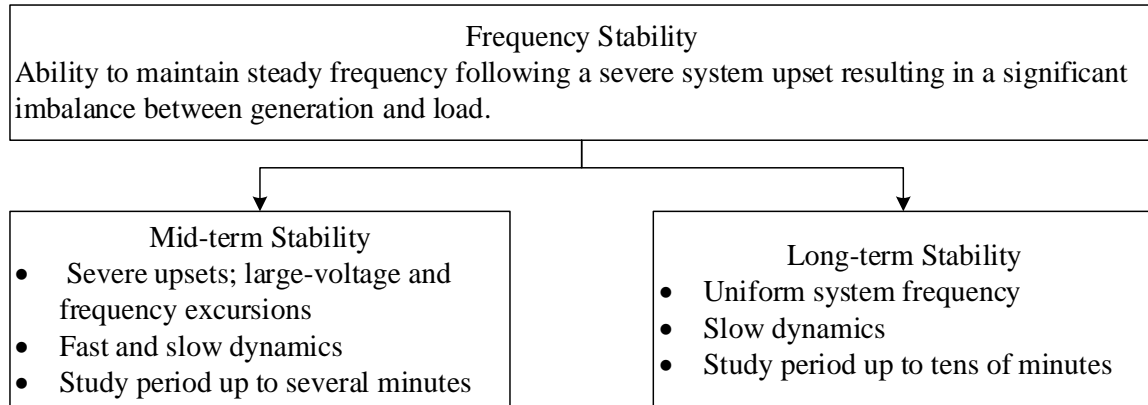 Frequency Stability
Ability to maintain steady frequency following a severe system upset resulting in a significant
imbalance between generation and load.
Mid-term Stability
• Severe upsets; large-voltage and
frequency excursions
• Fast and slow dynamics
• Study period up to several minutes
Long-term Stability
• Uniform system frequency
• Slow dynamics
• Study period up to tens of minutes